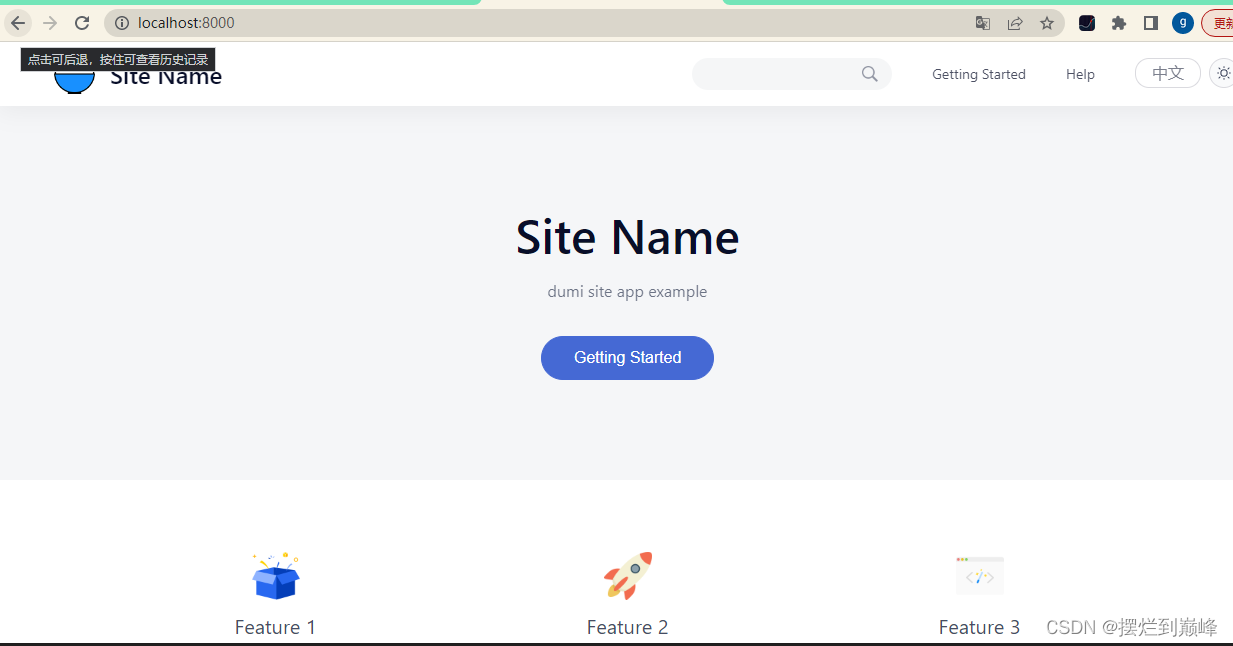 localhost:8000
g
更新
点击可后退，按住可查看历史记录
Site Name
Getting Started
Help
中文
Site Name
dumi site app example
Getting Started
Feature 1
Feature 2
Feature 3
CSDN @摆烂到巅峰